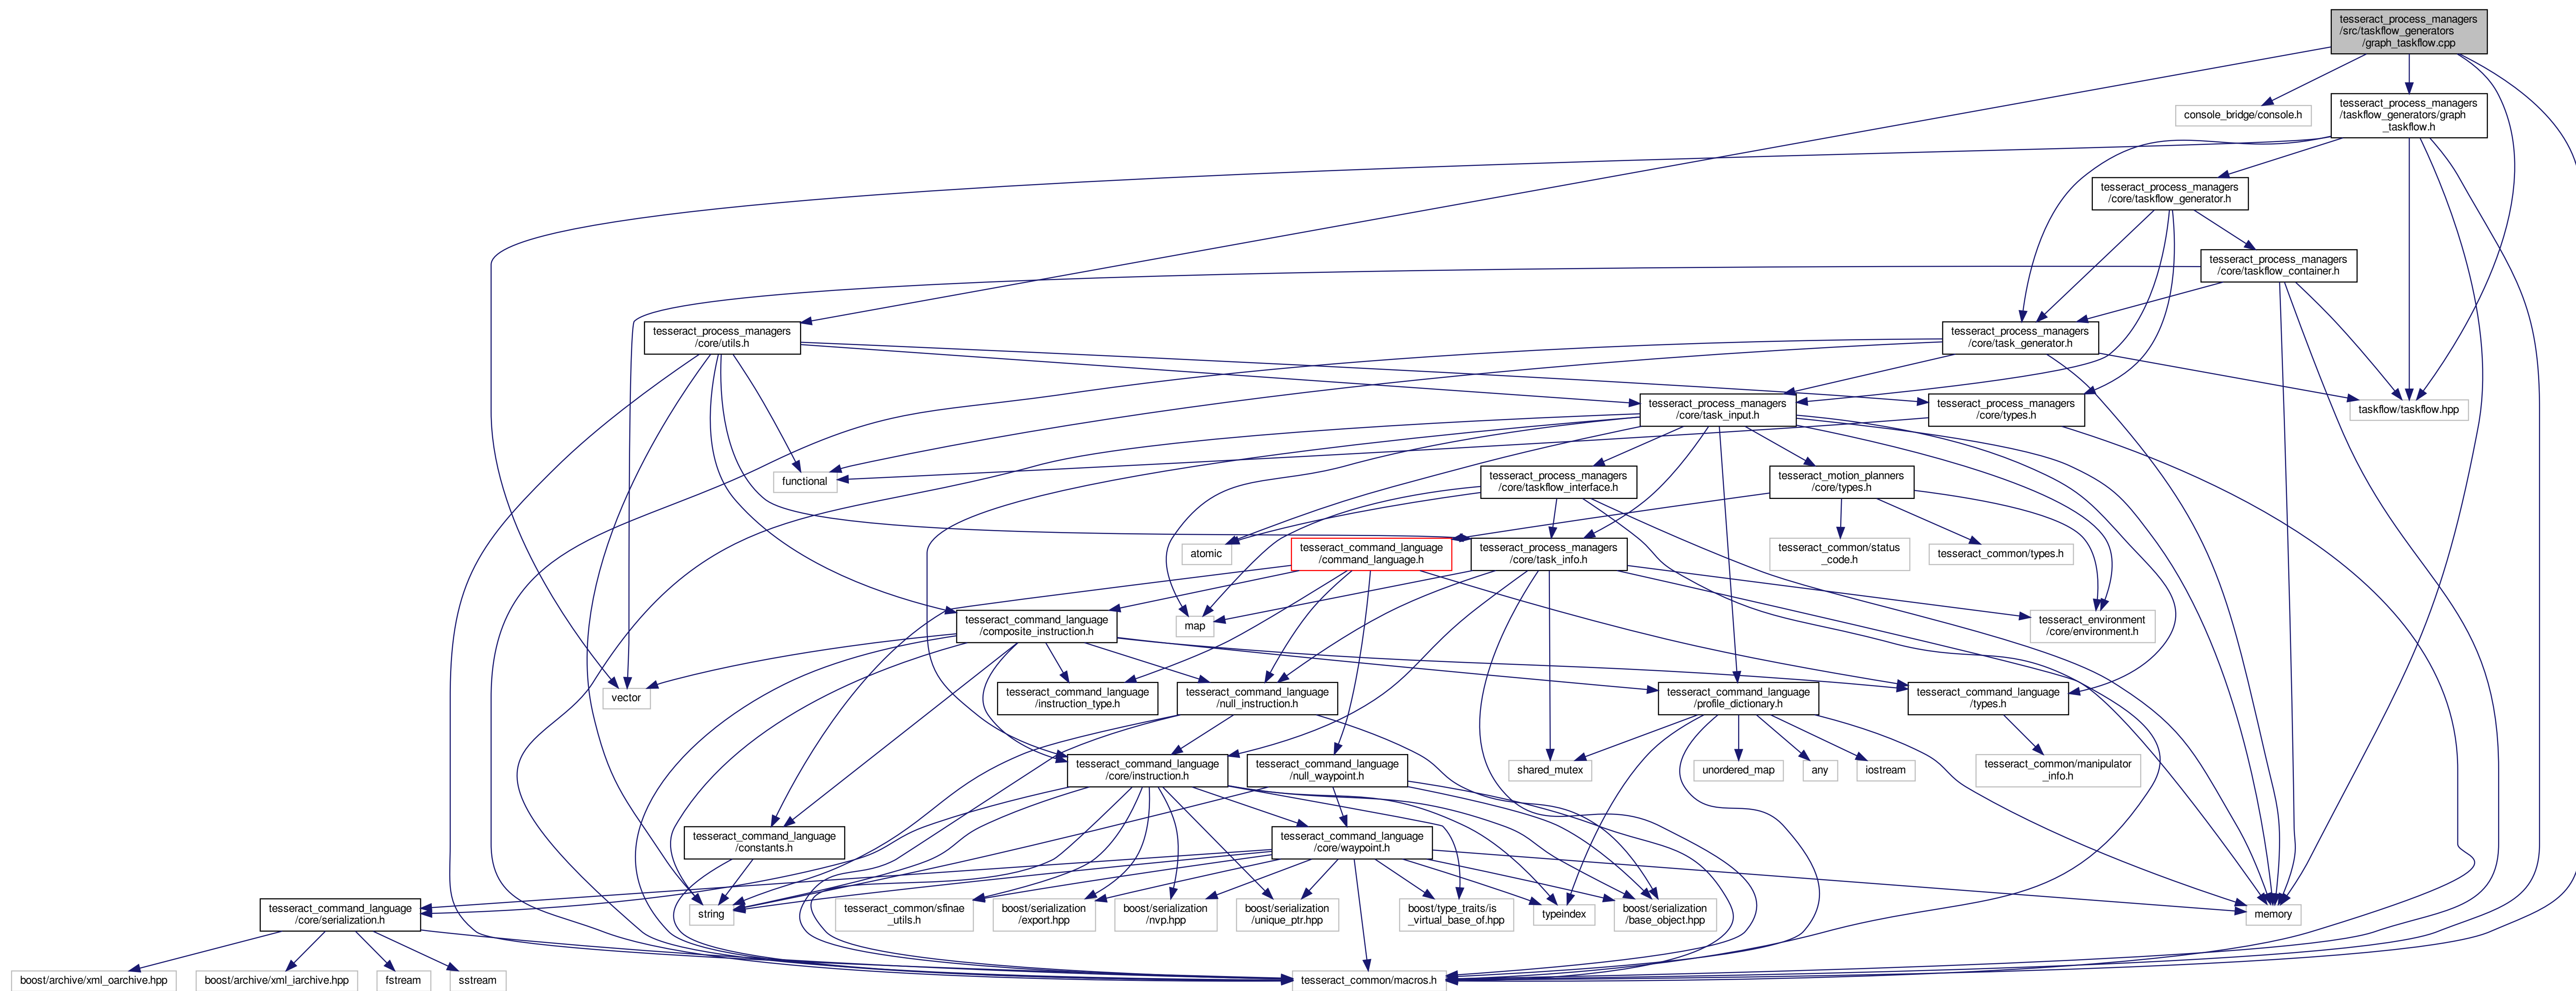 tesseract_process_managers
/src/taskflow_generators
/graph_taskflow.cpp
console_bridge/console.h
tesseract_process_managers
/taskflow_generators/graph
_taskflow.h
tesseract_process_managers
/core/taskflow_generator.h
tesseract_process_managers
/core/taskflow_container.h
tesseract_process_managers
/core/utils.h
tesseract_process_managers
/core/task_generator.h
tesseract_process_managers
/core/task_input.h
tesseract_process_managers
/core/types.h
taskflow/taskflow.hpp
functional
tesseract_process_managers
/core/taskflow_interface.h
tesseract_motion_planners
/core/types.h
atomic
tesseract_command_language
/command_language.h
tesseract_process_managers
/core/task_info.h
tesseract_common/status
_code.h
tesseract_common/types.h
tesseract_command_language
/composite_instruction.h
map
tesseract_environment
/core/environment.h
vector
tesseract_command_language
/instruction_type.h
tesseract_command_language
/null_instruction.h
tesseract_command_language
/profile_dictionary.h
tesseract_command_language
/types.h
tesseract_command_language
/core/instruction.h
tesseract_command_language
/null_waypoint.h
shared_mutex
unordered_map
any
iostream
tesseract_common/manipulator
_info.h
tesseract_command_language
/constants.h
tesseract_command_language
/core/waypoint.h
tesseract_command_language
/core/serialization.h
string
tesseract_common/sfinae
_utils.h
boost/serialization
/export.hpp
boost/serialization
/nvp.hpp
boost/serialization
/unique_ptr.hpp
boost/type_traits/is
_virtual_base_of.hpp
typeindex
boost/serialization
/base_object.hpp
memory
boost/archive/xml_oarchive.hpp
boost/archive/xml_iarchive.hpp
fstream
sstream
tesseract_common/macros.h